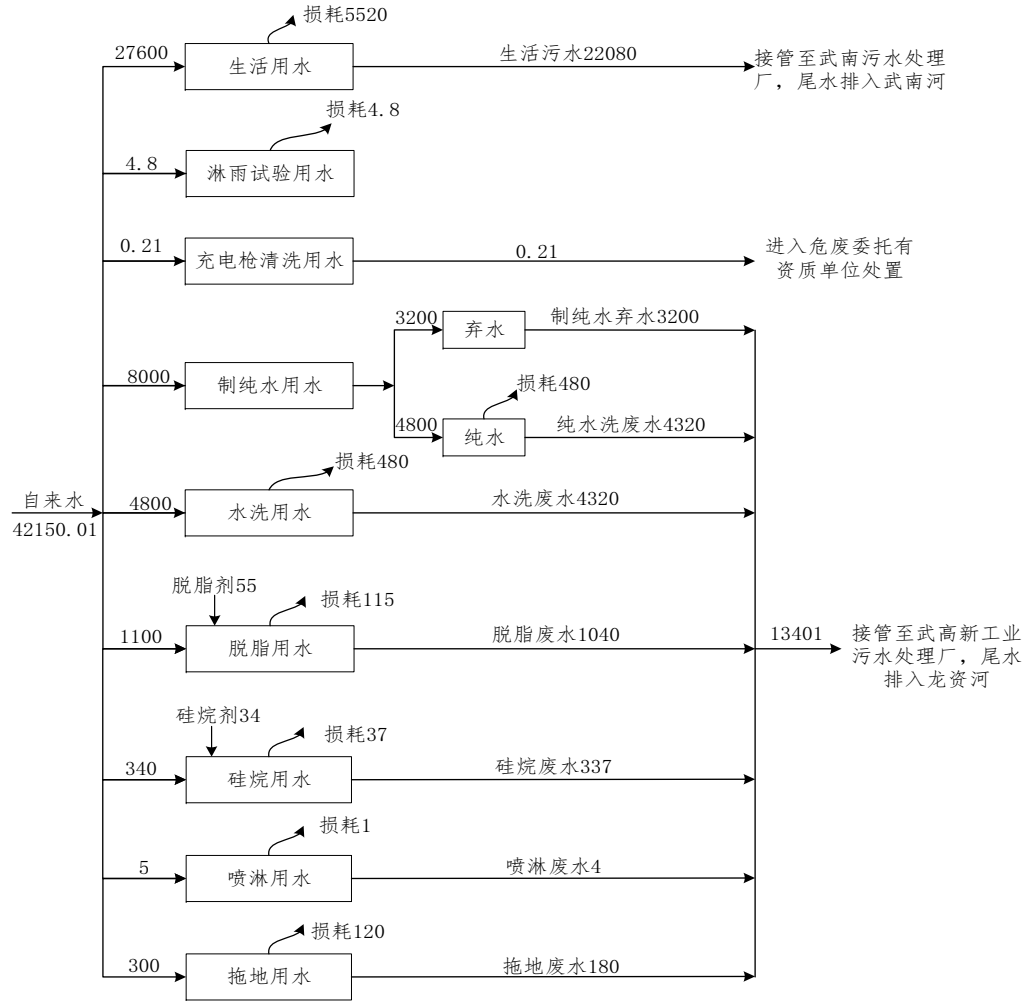 损耗5520
27600
生活用水
生活污水22080
接管至武南污水处理
厂，尾水排入武南河
损耗4.8
4.8
淋雨试验用水
0.21
充电枪清洗用水
0.21
进入危废委托有
资质单位处置
3200
弃水
制纯水弃水3200
8000
制纯水用水
损耗480
4800
纯水
纯水洗废水4320
损耗480
自来水
42150.01
4800
水洗用水
水洗废水4320
脱脂剂55
损耗115
1100
脱脂用水
脱脂废水1040
13401
接管至武高新工业
污水处理厂，尾水
排入龙资河
硅烷剂34
损耗37
340
硅烷用水
硅烷废水337
损耗1
5
喷淋用水
喷淋废水4
损耗120
300
拖地用水
拖地废水180